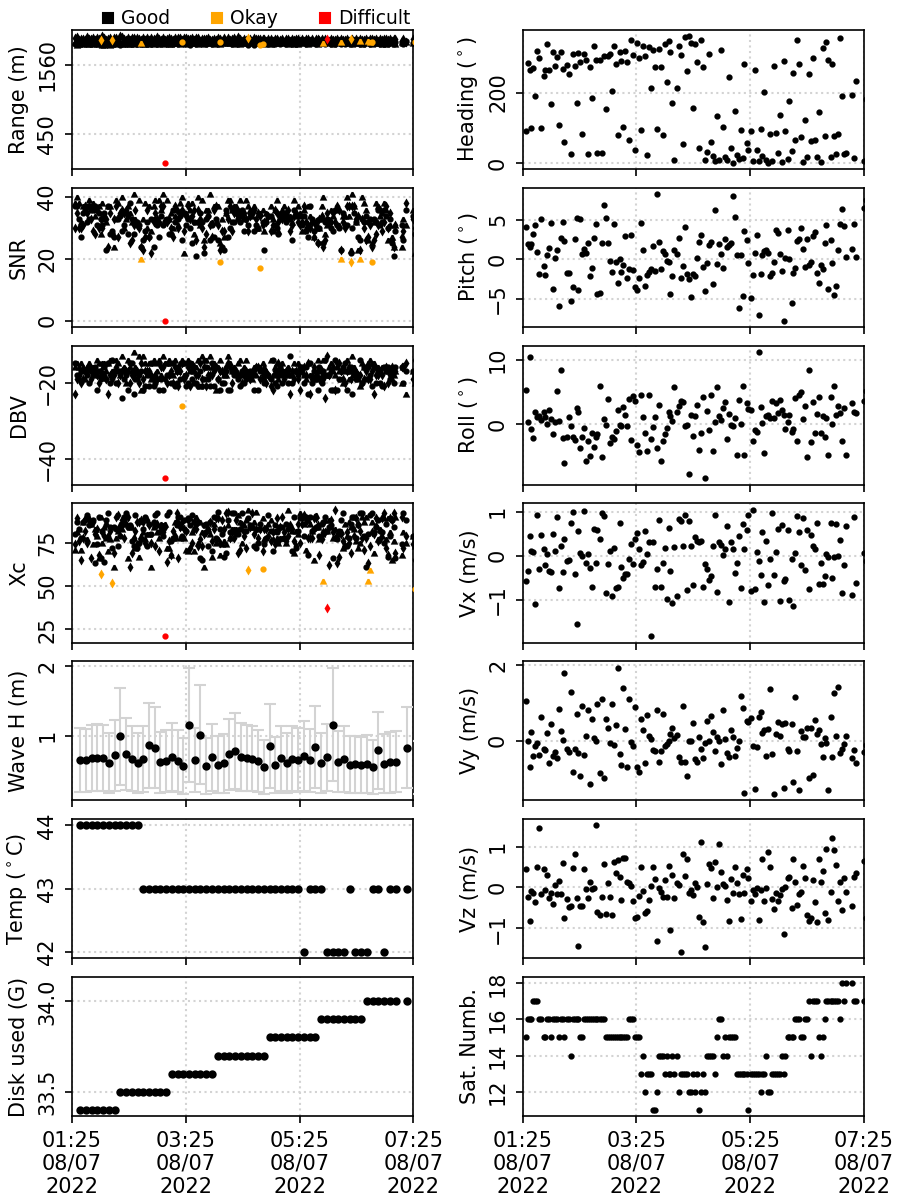 Good Okay Difficult
Range (m)
1560
450
Heading (°)
200
0
SNR
40
20
0
Pitch (°)
5
0
−5
DBV
−20
−40
Roll (°)
10
0
Xc
75
50
25
Vx (m/s)
1
0
−1
Wave H (m)
2
1
Vy (m/s)
2
0
Temp (°C)
44
43
42
Vz (m/s)
1
0
−1
Disk used (G)
34.0
33.5
Sat. Numb.
18
16
14
12
01:25 03:25 05:25 07:25 01:25 03:25 05:25 07:25
08/07 08/07 08/07 08/07 08/07 08/07 08/07 08/07
2022 2022 2022 2022 2022 2022 2022 2022